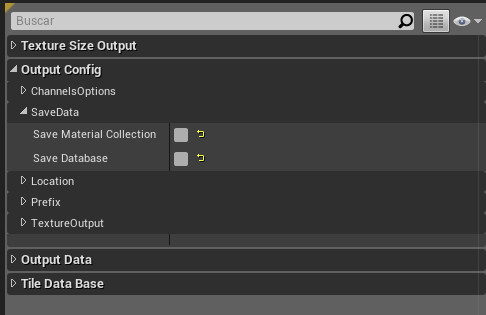 Buscar
Texture Size Output
Output Config
ChannelsOptions
SaveData
Save Material Collection
Save Database
Location
Prefix
TextureOutput
Output Data
Tile Data Base